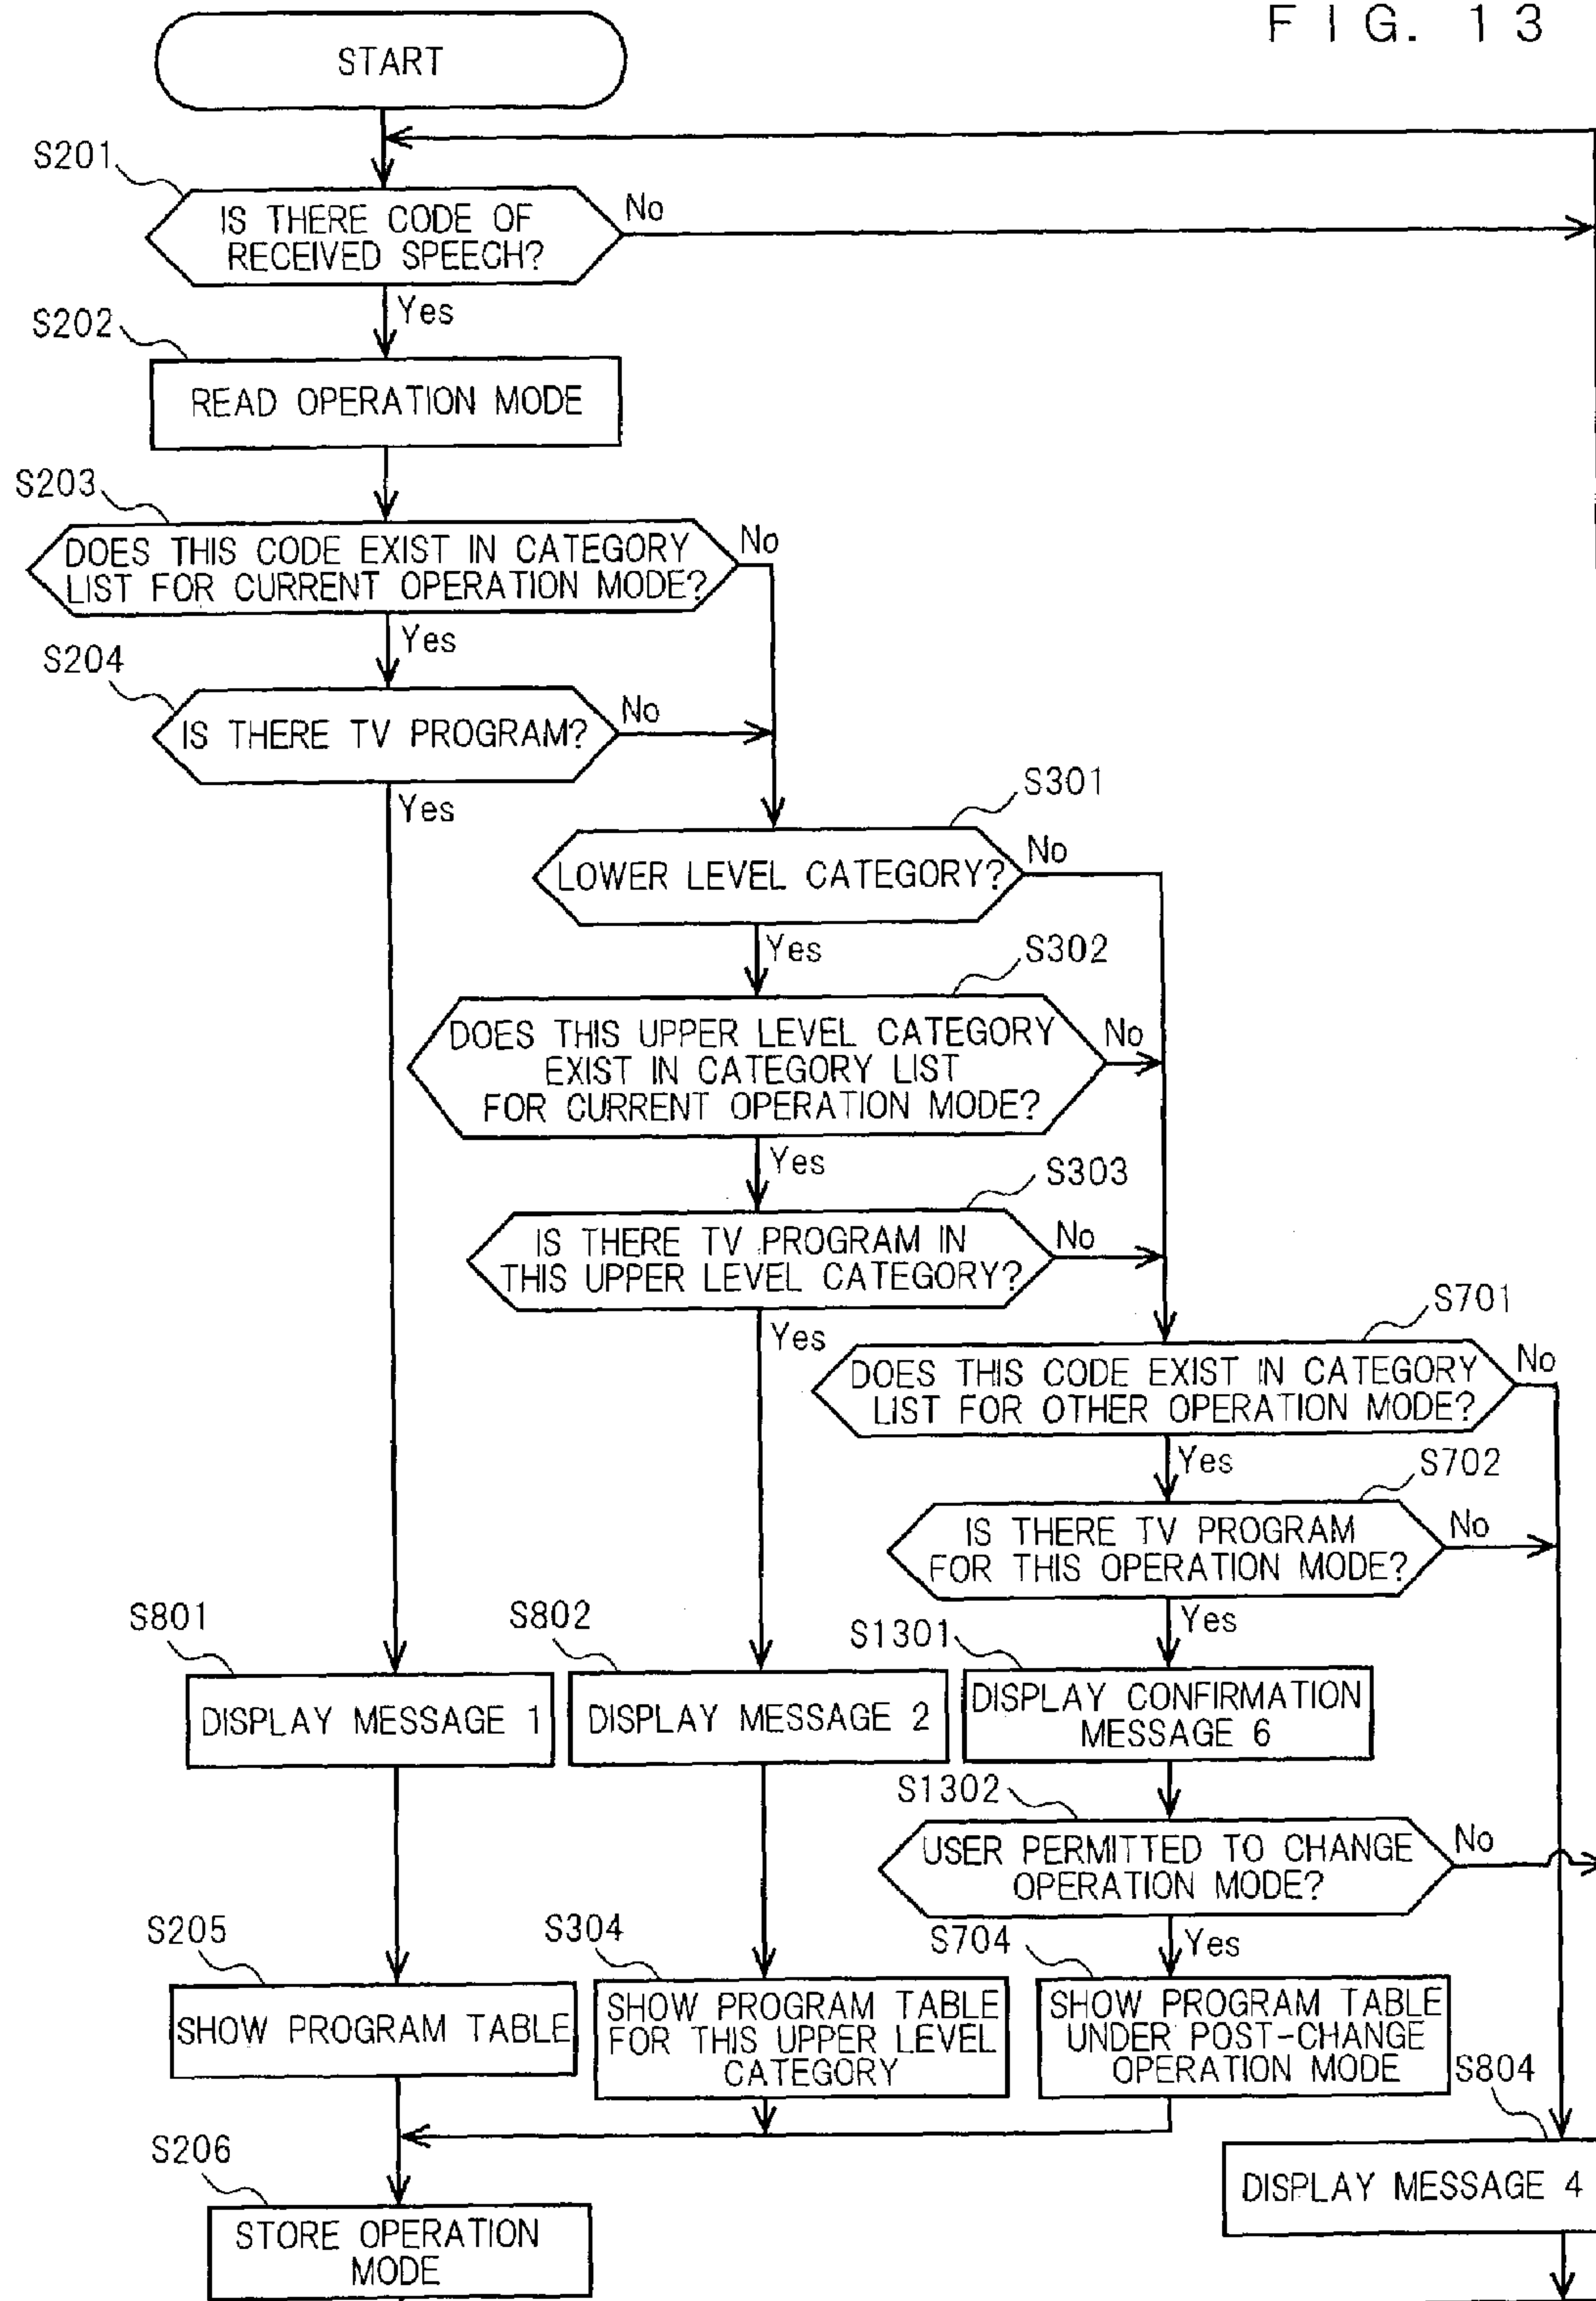 FIG. 13
START
S201
IS THERE CODE OF
RECEIVED SPEECH?
No
Yes
S202
READ OPERATION MODE
S203
DOES THIS CODE EXIST IN CATEGORY
LIST FOR CURRENT OPERATION MODE?
No
Yes
S204
IS THERE TV PROGRAM?
No
Yes
S301
LOWER LEVEL CATEGORY?
No
Yes
S302
DOES THIS UPPER LEVEL CATEGORY
EXIST IN CATEGORY LIST
FOR CURRENT OPERATION MODE?
No
Yes
S303
IS THERE TV PROGRAM IN
THIS UPPER LEVEL CATEGORY?
No
Yes
S701
DOES THIS CODE EXIST IN CATEGORY
LIST FOR OTHER OPERATION MODE?
No
Yes
S702
IS THERE TV PROGRAM
FOR THIS OPERATION MODE?
No
Yes
S801
DISPLAY MESSAGE 1
S802
DISPLAY MESSAGE 2
S1301
DISPLAY CONFIRMATION
MESSAGE 6
S1302
USER PERMITTED TO CHANGE
OPERATION MODE?
No
Yes
S205
SHOW PROGRAM TABLE
S304
SHOW PROGRAM TABLE
FOR THIS UPPER LEVEL
CATEGORY
S704
SHOW PROGRAM TABLE
UNDER POST-CHANGE
OPERATION MODE
S804
DISPLAY MESSAGE 4
S206
STORE OPERATION
MODE